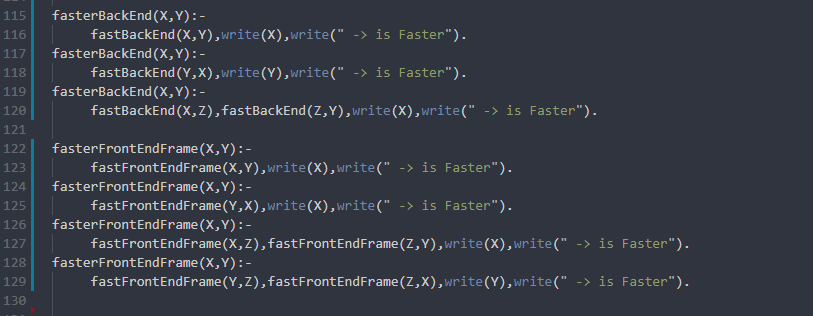 115 fasterBackEnd(X,Y):-
116     fastBackEnd(X,Y),write(X),write(" -> is Faster").
117 fasterBackEnd(X,Y):-
118     fastBackEnd(Y,X),write(Y),write(" -> is Faster").
119 fasterBackEnd(X,Y):-
120     fastBackEnd(X,Z),fastBackEnd(Z,Y),write(X),write(" -> is Faster").
121
122 fasterFrontEndFrame(X,Y):-
123     fastFrontEndFrame(X,Y),write(X),write(" -> is Faster").
124 fasterFrontEndFrame(X,Y):-
125     fastFrontEndFrame(Y,X),write(X),write(" -> is Faster").
126 fasterFrontEndFrame(X,Y):-
127     fastFrontEndFrame(X,Z),fastFrontEndFrame(Z,Y),write(X),write(" -> is Faster").
128 fasterFrontEndFrame(X,Y):-
129     fastFrontEndFrame(Y,Z),fastFrontEndFrame(Z,X),write(Y),write(" -> is Faster").
130